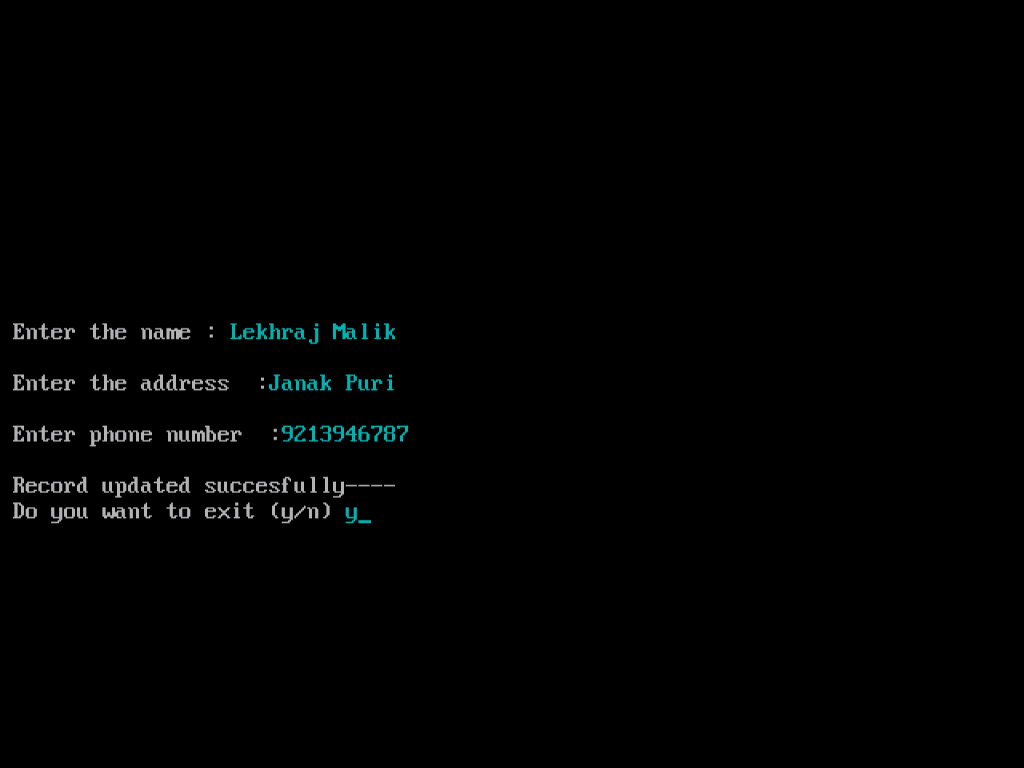 Enter the name : Lekhraj Malik
Enter the address  :Janak Puri
Enter phone number  :9213946787
Record updated succesfully----
Do you want to exit (y/n) y_